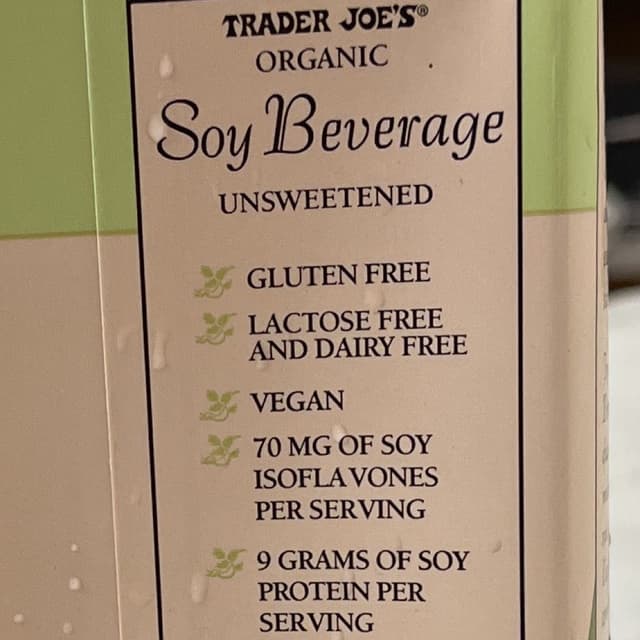 TRADER JOE'S®
ORGANIC
Soy Beverage
UNSWEETENED
GLUTEN FREE
LACTOSE FREE
AND DAIRY FREE
VEGAN
70 MG OF SOY
ISOFLAVONES
PER SERVING
9 GRAMS OF SOY
PROTEIN PER
SERVING